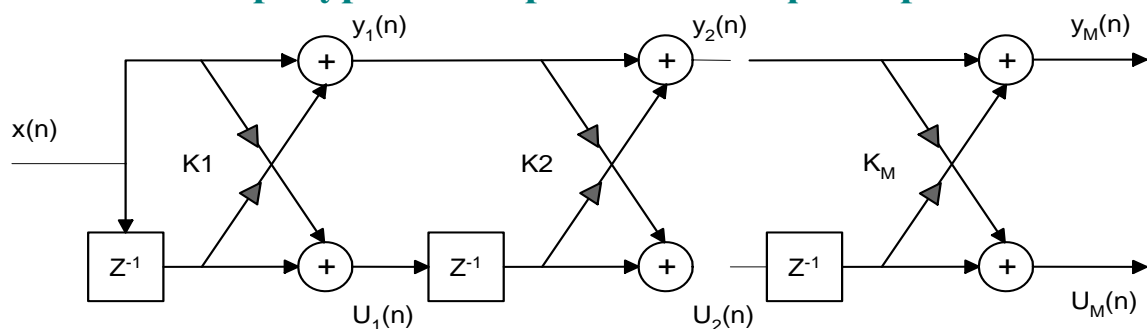 y1(n) y2(n) yM(n)
+ + +
x(n)
K1 K2 KM
Z-1 + Z-1 + Z-1 +
U1(n) U2(n) UM(n)